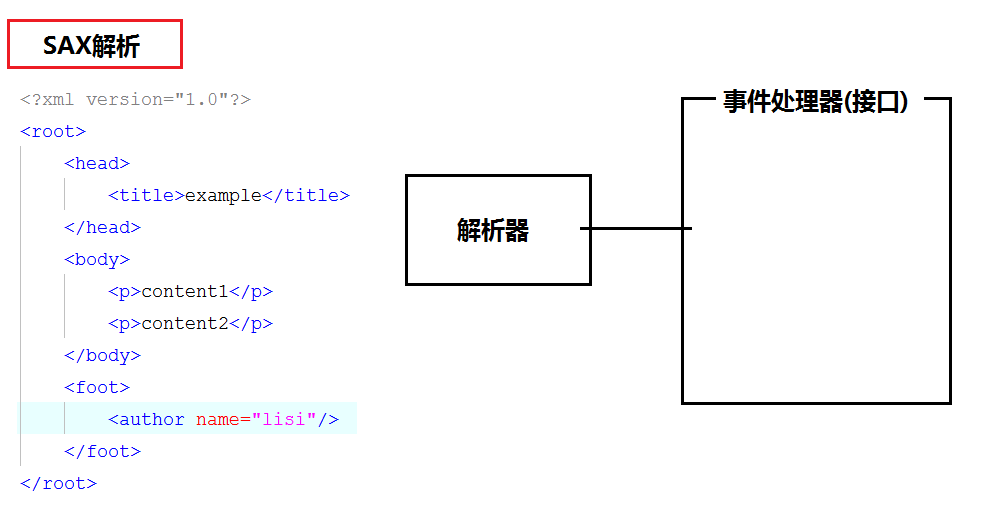 SAX解析
<?xml version="1.0"?>
<root>
<head>
<title>example</title>
</head>
<body>
<p>content1</p>
<p>content2</p>
</body>
<foot>
<author name="lisi"/>
</foot>
</root>
解析器
事件处理器(接口)